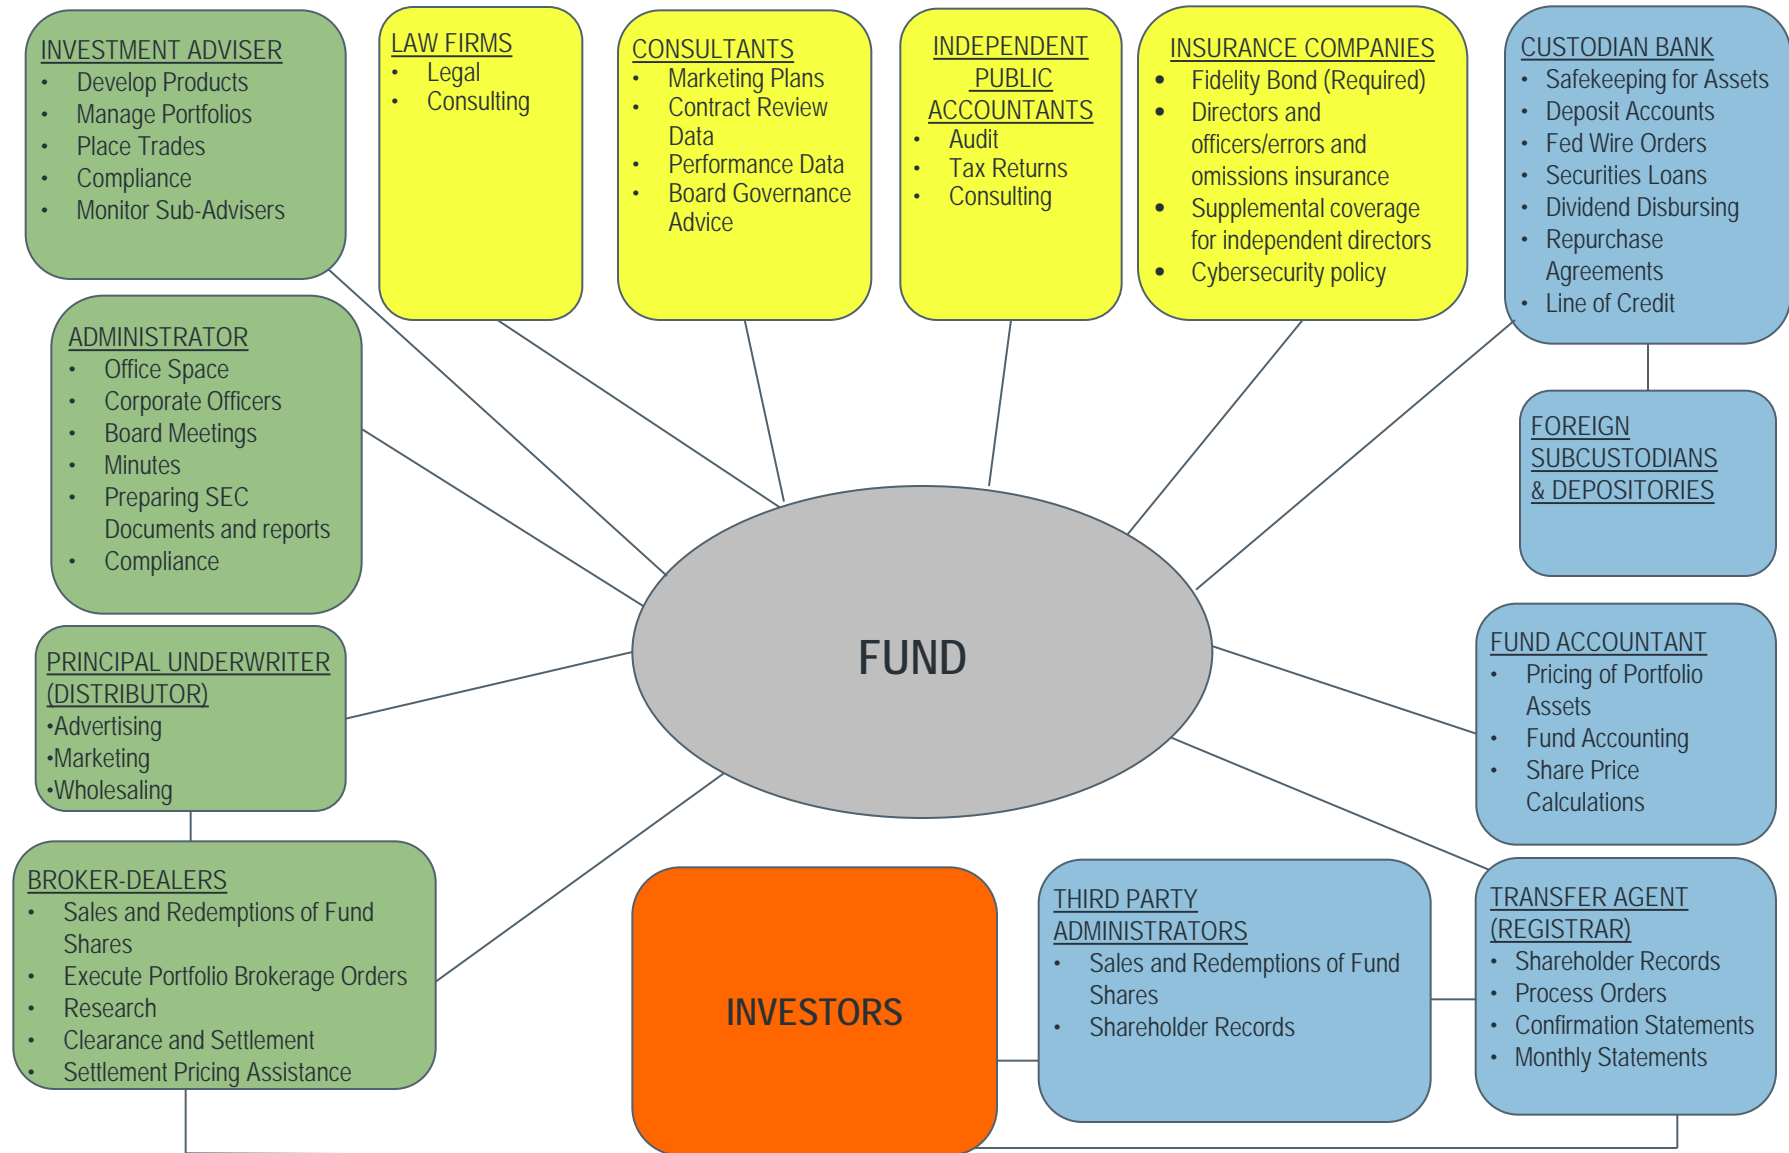 INVESTMENT ADVISER
• Develop Products
• Manage Portfolios
• Place Trades
• Compliance
• Monitor Sub-Advisers
LAW FIRMS
• Legal
• Consulting
CONSULTANTS
• Marketing Plans
• Contract Review
Data
• Performance Data
• Board Governance
Advice
INDEPENDENT
PUBLIC
ACCOUNTANTS
• Audit
• Tax Returns
• Consulting
INSURANCE COMPANIES
• Fidelity Bond (Required)
• Directors and
officers/errors and
omissions insurance
• Supplemental coverage
for independent directors
• Cybersecurity policy
CUSTODIAN BANK
• Safekeeping for Assets
• Deposit Accounts
• Fed Wire Orders
• Securities Loans
• Dividend Disbursing
• Repurchase
Agreements
• Line of Credit
ADMINISTRATOR
• Office Space
• Corporate Officers
• Board Meetings
• Minutes
• Preparing SEC
Documents and reports
• Compliance
FOREIGN
SUBCUSTODIANS
& DEPOSITORIES
FUND
PRINCIPAL UNDERWRITER
(DISTRIBUTOR)
•Advertising
•Marketing
•Wholesaling
FUND ACCOUNTANT
• Pricing of Portfolio
Assets
• Fund Accounting
• Share Price
Calculations
BROKER-DEALERS
• Sales and Redemptions of Fund
Shares
• Execute Portfolio Brokerage Orders
• Research
• Clearance and Settlement
• Settlement Pricing Assistance
INVESTORS
THIRD PARTY
ADMINISTRATORS
• Sales and Redemptions of Fund
Shares
• Shareholder Records
TRANSFER AGENT
(REGISTRAR)
• Shareholder Records
• Process Orders
• Confirmation Statements
• Monthly Statements